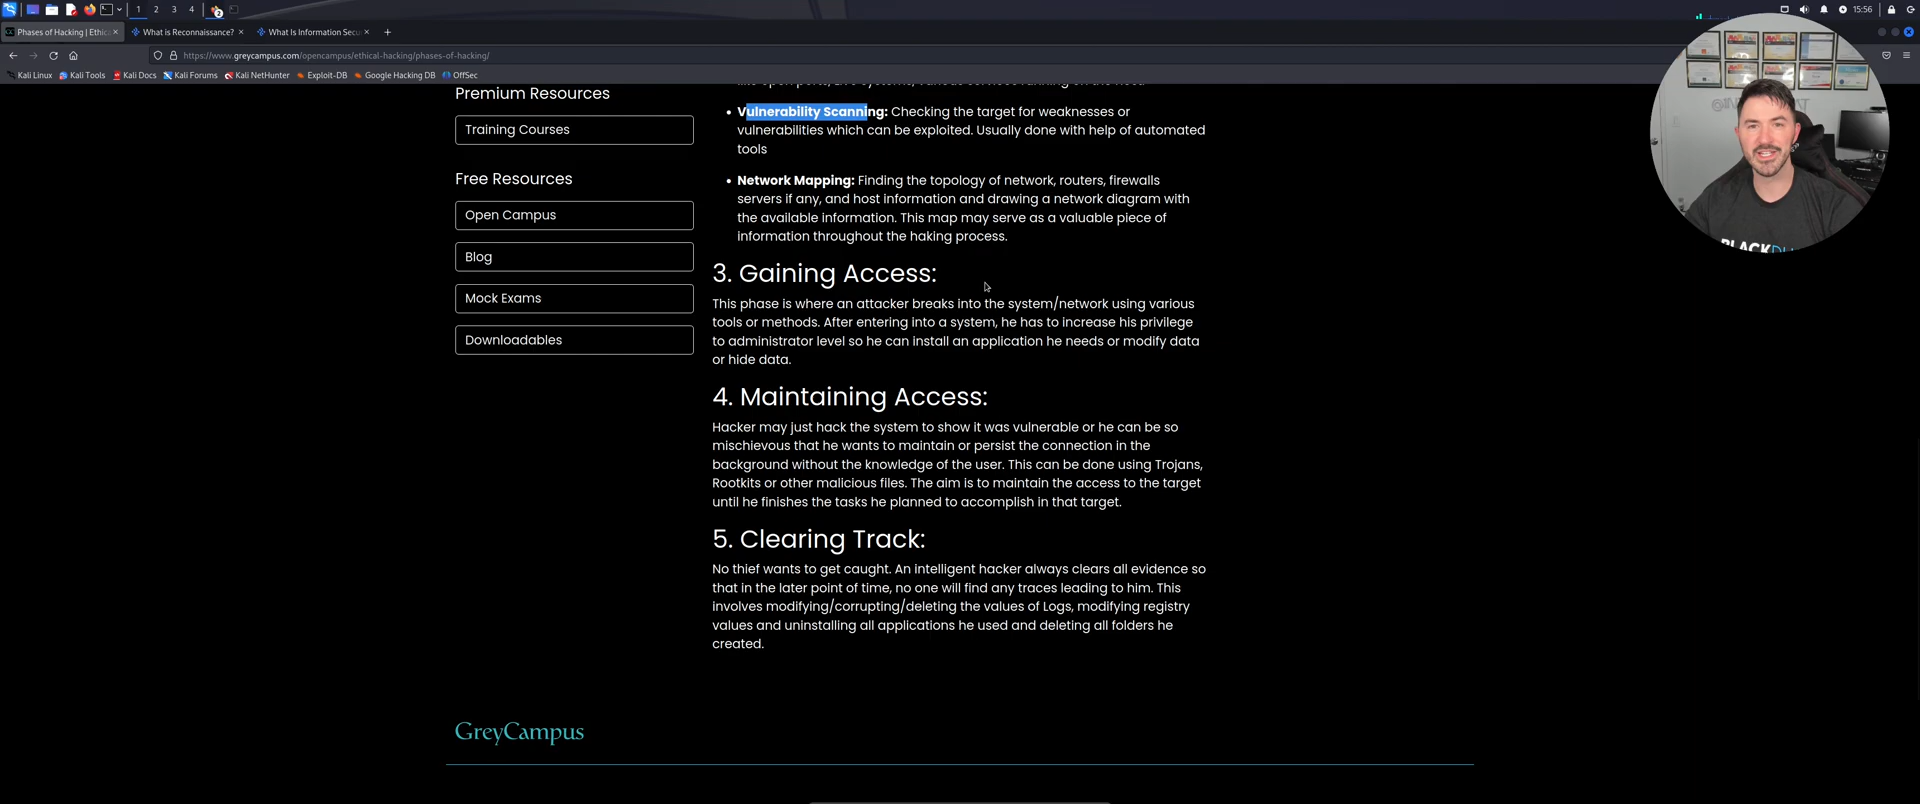 1 2 3 4 2 15:56
Phases of Hacking | Ethic × What is Reconnaissance? × What Is Information Secu ×
https://www.greycampus.com/opencampus/ethical-hacking/phases-of-hacking/
Kali Linux Kali Tools Kali Docs Kali Forums Kali NetHunter Exploit-DB Google Hacking DB OffSec
Premium Resources
Training Courses
Free Resources
Open Campus
Blog
Mock Exams
Downloadables
Vulnerability Scanning: Checking the target for weaknesses or
vulnerabilities which can be exploited. Usually done with help of automated
tools
Network Mapping: Finding the topology of network, routers, firewalls
servers if any, and host information and drawing a network diagram with
the available information. This map may serve as a valuable piece of
information throughout the haking process.
3. Gaining Access:
This phase is where an attacker breaks into the system/network using various
tools or methods. After entering into a system, he has to increase his privilege
to administrator level so he can install an application he needs or modify data
or hide data.
4. Maintaining Access:
Hacker may just hack the system to show it was vulnerable or he can be so
mischievous that he wants to maintain or persist the connection in the
background without the knowledge of the user. This can be done using Trojans,
Rootkits or other malicious files. The aim is to maintain the access to the target
until he finishes the tasks he planned to accomplish in that target.
5. Clearing Track:
No thief wants to get caught. An intelligent hacker always clears all evidence so
that in the later point of time, no one will find any traces leading to him. This
involves modifying/corrupting/deleting the values of Logs, modifying registry
values and uninstalling all applications he used and deleting all folders he
created.
GreyCampus